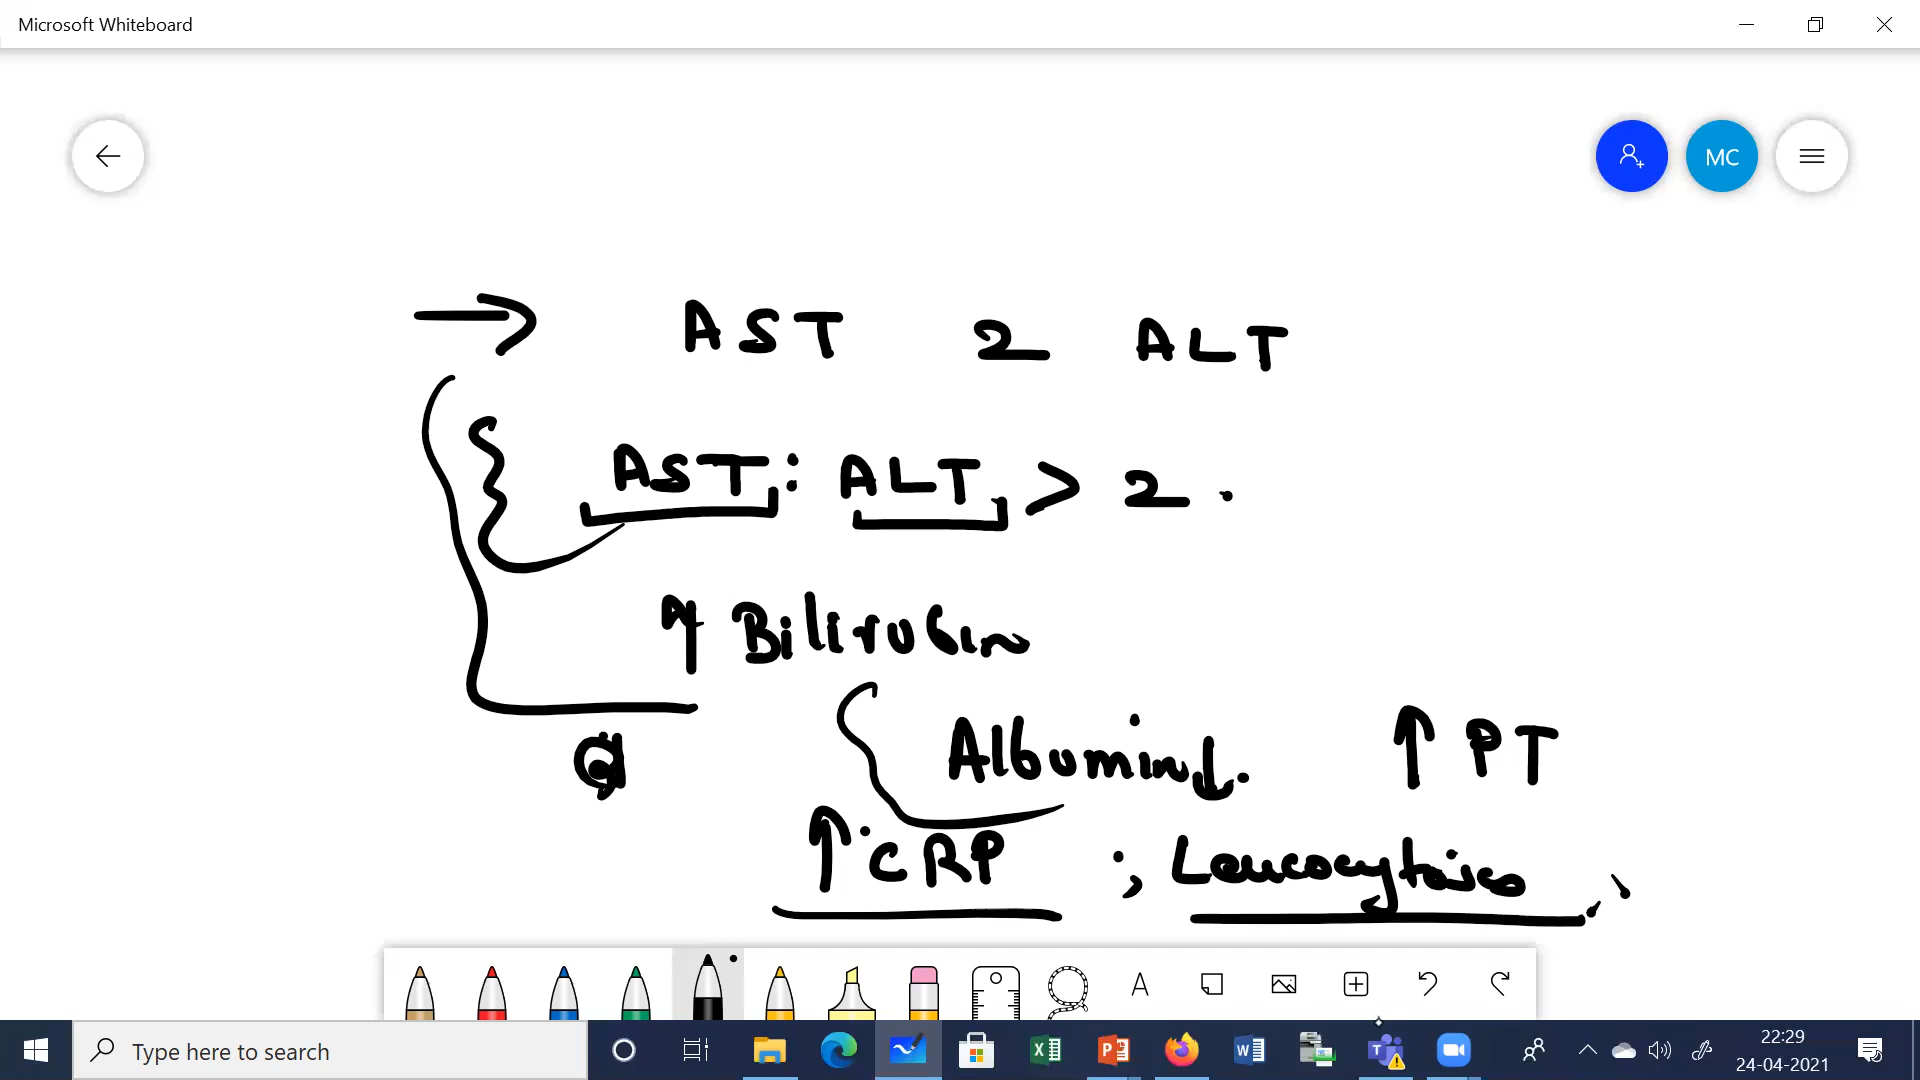 Microsoft Whiteboard
MC
→ AST 2 ALT
AST : ALT > 2 .
↑ Bilirubin
Albumin ↓. ↑ PT
↑ CRP ; Leucocytosis
A
Type here to search
22:29
24-04-2021